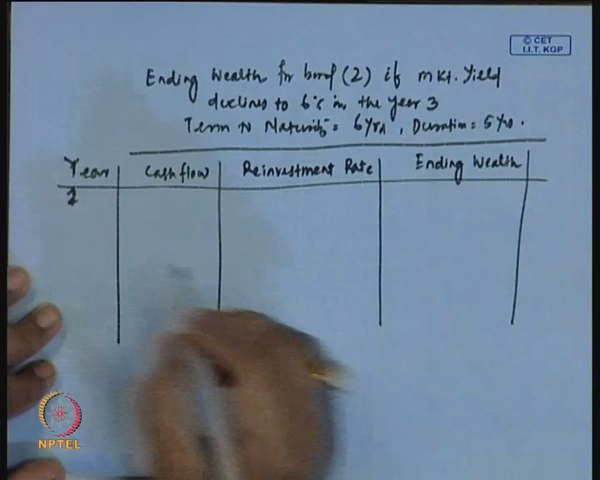 © CET
I.I.T. KGP
Ending Wealth for bond (2) if mkt. Yield
declines to 6% in the year 3
Term to Maturity = 6 yrs, Duration = 5 yrs.
Year Cash flow Reinvestment Rate Ending Wealth
NPTEL